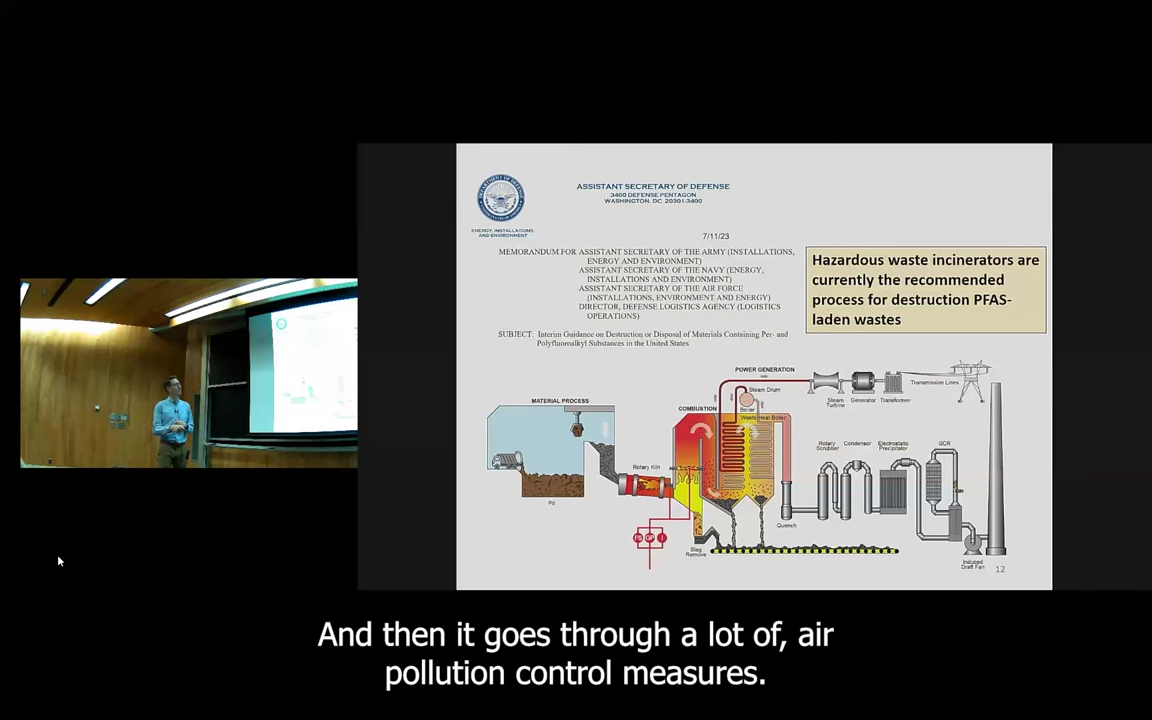 ASSISTANT SECRETARY OF DEFENSE
3400 DEFENSE PENTAGON
WASHINGTON, DC 20301-3400
ENERGY, INSTALLATIONS,
AND ENVIRONMENT
7/11/23
MEMORANDUM FOR ASSISTANT SECRETARY OF THE ARMY (INSTALLATIONS,
ENERGY AND ENVIRONMENT)
ASSISTANT SECRETARY OF THE NAVY (ENERGY,
INSTALLATIONS AND ENVIRONMENT)
ASSISTANT SECRETARY OF THE AIR FORCE
(INSTALLATIONS, ENVIRONMENT AND ENERGY)
DIRECTOR, DEFENSE LOGISTICS AGENCY (LOGISTICS
OPERATIONS)
SUBJECT: Interim Guidance on Destruction or Disposal of Materials Containing Per- and
Polyfluoroalkyl Substances in the United States
Hazardous waste incinerators are
currently the recommended
process for destruction PFAS-
laden wastes
POWER GENERATION
Steam Drum
Boiler
Waste Heat Boiler
Steam
Turbine
Generator
Transformer
Transmission Lines
MATERIAL PROCESS
COMBUSTION
Rotary Kiln
Pit
Slag
Remove
Quench
Rotary
Scrubber
Condensor
Electrostatic
Precipitator
SCR
Induced
Draft Fan
12
And then it goes through a lot of, air
pollution control measures.